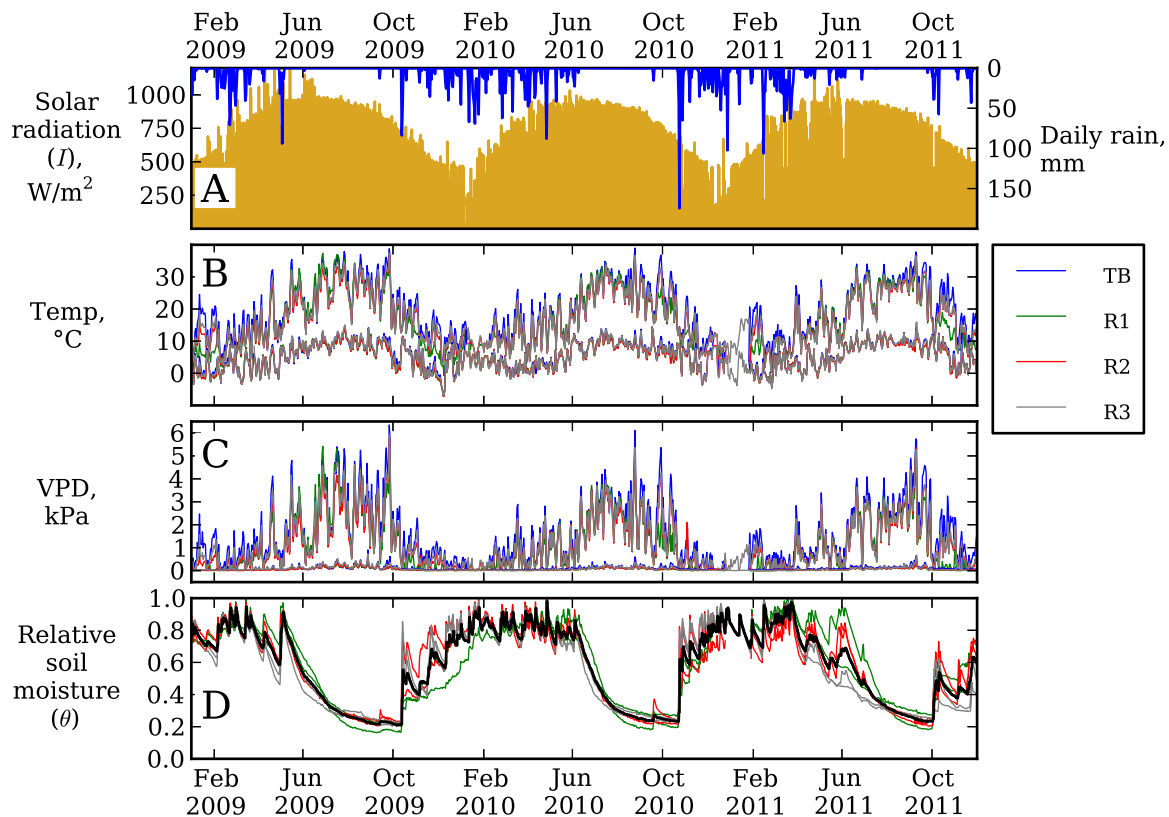 Feb Jun Oct Feb Jun Oct Feb Jun Oct
2009 2009 2009 2010 2010 2010 2011 2011 2011
Solar
radiation
(I),
W/m²
1000
750
500
250
A
0
50
100
150
Daily rain,
mm
Temp,
°C
30
20
10
0
B
TB
R1
R2
R3
VPD,
kPa
6
5
4
3
2
1
0
C
Relative
soil
moisture
(θ)
1.0
0.8
0.6
0.4
0.2
0.0
D
Feb Jun Oct Feb Jun Oct Feb Jun Oct
2009 2009 2009 2010 2010 2010 2011 2011 2011